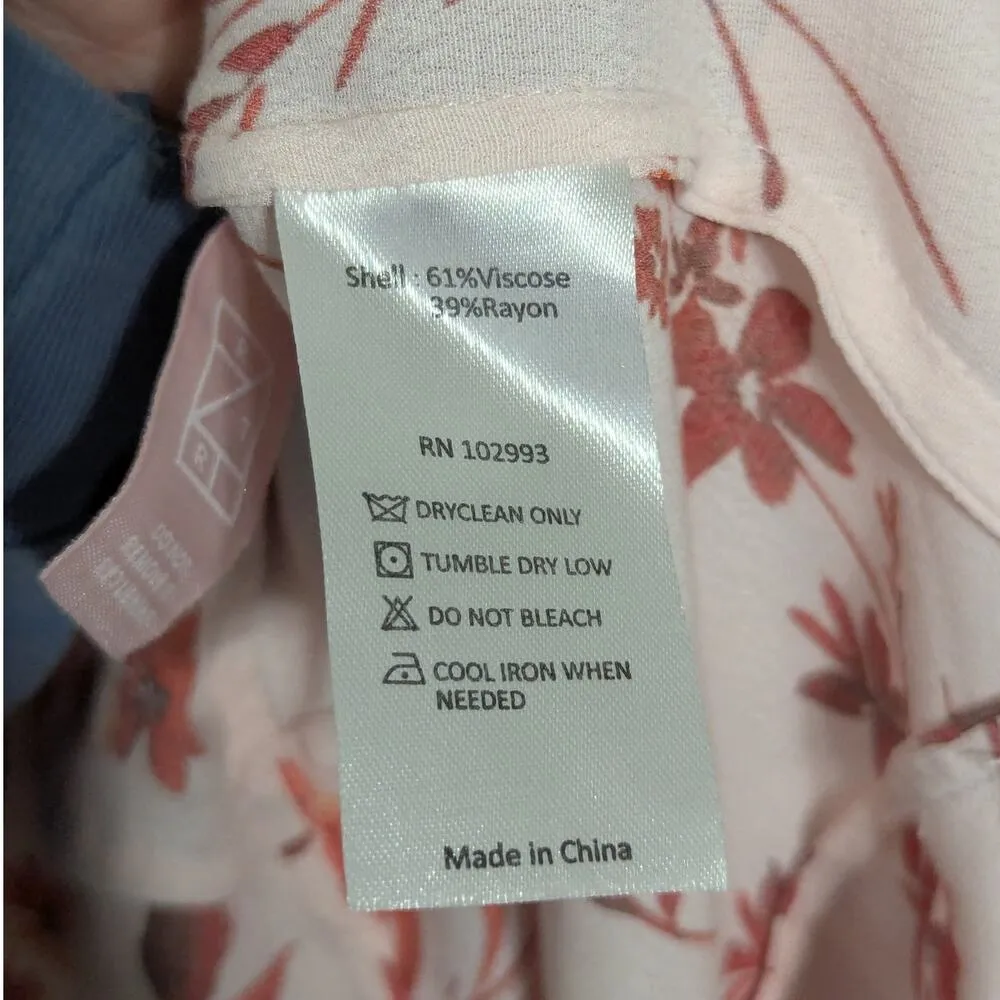 Shell : 61%Viscose
39%Rayon
RN 102993
DRYCLEAN ONLY
TUMBLE DRY LOW
DO NOT BLEACH
COOL IRON WHEN
NEEDED
Made in China